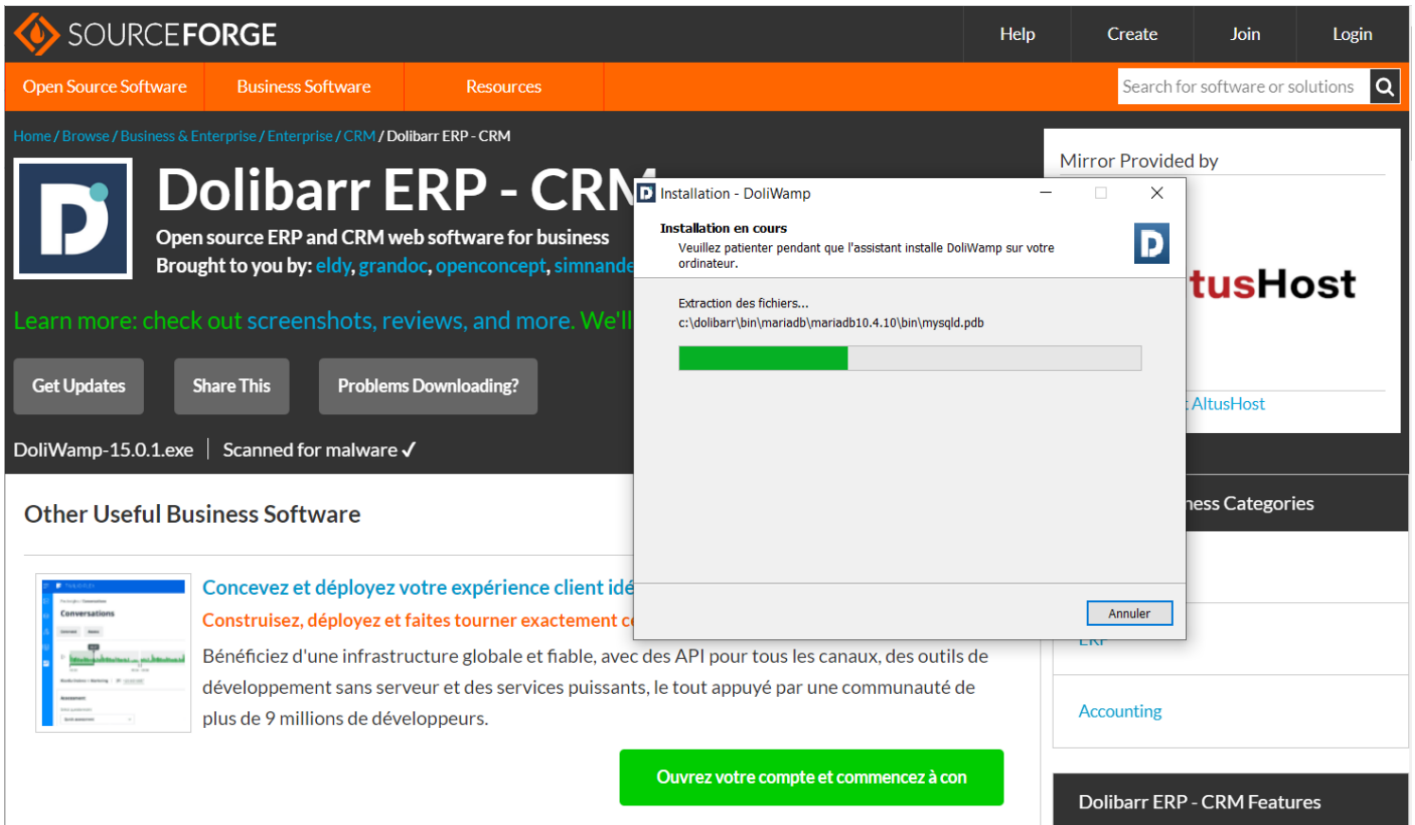 SOURCEFORGE
Help
Create
Join
Login
Open Source Software
Business Software
Resources
Search for software or solutions
Home / Browse / Business & Enterprise / Enterprise / CRM / Dolibarr ERP - CRM
Dolibarr ERP - CRM
Open source ERP and CRM web software for business
Brought to you by: eldy, grandoc, openconcept, simnande
Learn more: check out screenshots, reviews, and more. We'll
Get Updates
Share This
Problems Downloading?
DoliWamp-15.0.1.exe
Scanned for malware ✓
Mirror Provided by
tusHost
AltusHost
Installation - DoliWamp
Installation en cours
Veuillez patienter pendant que l'assistant installe DoliWamp sur votre
ordinateur.
Extraction des fichiers...
c:\dolibarr\bin\mariadb\mariadb10.4.10\bin\mysqld.pdb
Annuler
Other Useful Business Software
Conversations
Concevez et déployez votre expérience client idé
Construisez, déployez et faites tourner exactement c
Bénéficiez d'une infrastructure globale et fiable, avec des API pour tous les canaux, des outils de
développement sans serveur et des services puissants, le tout appuyé par une communauté de
plus de 9 millions de développeurs.
Ouvrez votre compte et commencez à con
ness Categories
ERP
Accounting
Dolibarr ERP - CRM Features